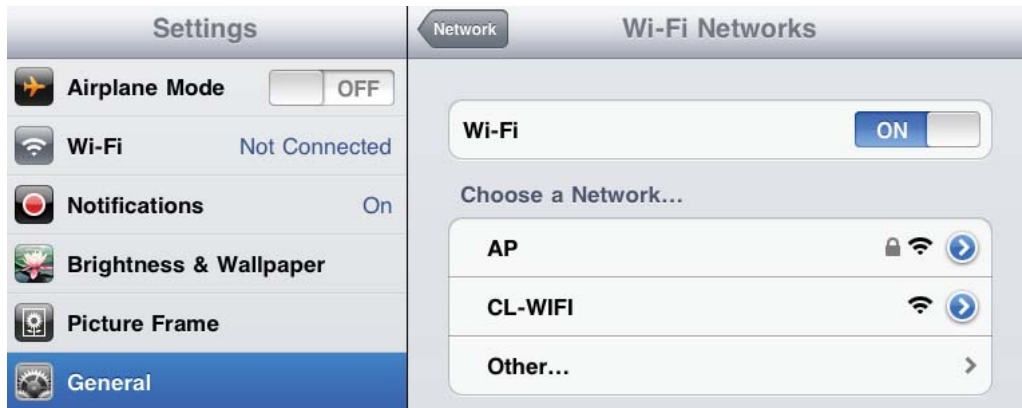 Settings
Airplane Mode OFF
Wi-Fi Not Connected
Notifications On
Brightness & Wallpaper
Picture Frame
General
Network Wi-Fi Networks
Wi-Fi ON
Choose a Network...
AP
CL-WIFI
Other...